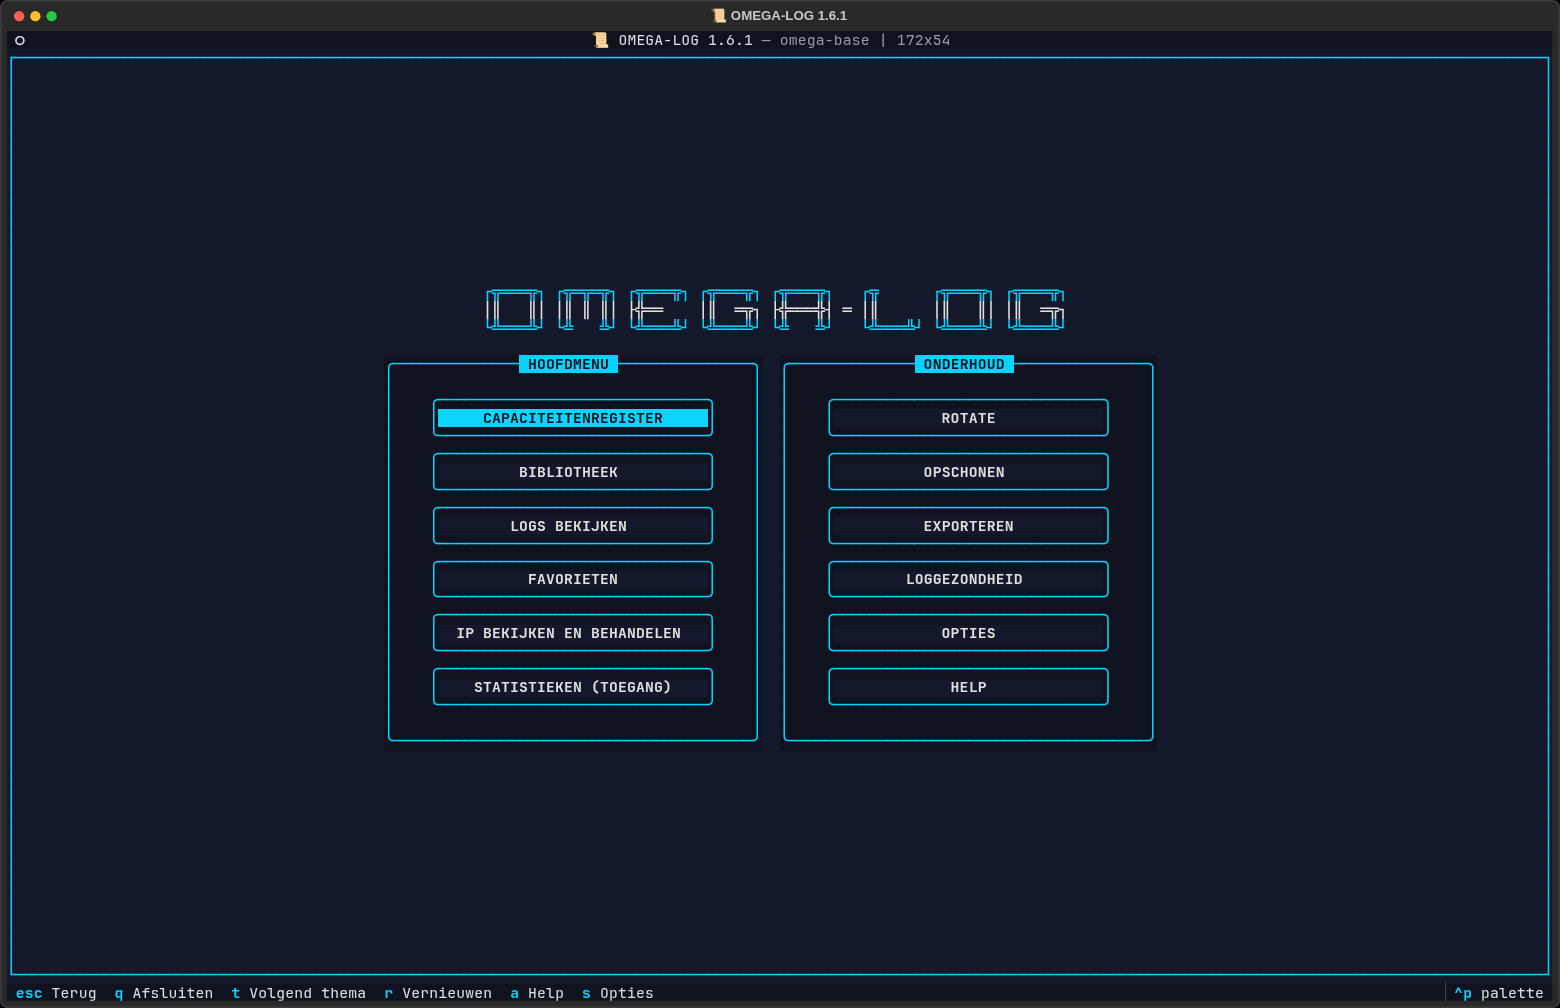 📜 OMEGA-LOG 1.6.1
📜 OMEGA-LOG 1.6.1 — omega-base | 172x54
OMEGA-LOG
HOOFDMENU
CAPACITEITENREGISTER
BIBLIOTHEEK
LOGS BEKIJKEN
FAVORIETEN
IP BEKIJKEN EN BEHANDELEN
STATISTIEKEN (TOEGANG)
ONDERHOUD
ROTATE
OPSCHONEN
EXPORTEREN
LOGGEZONDHEID
OPTIES
HELP
esc Terug q Afsluiten t Volgend thema r Vernieuwen a Help s Opties ^p palette